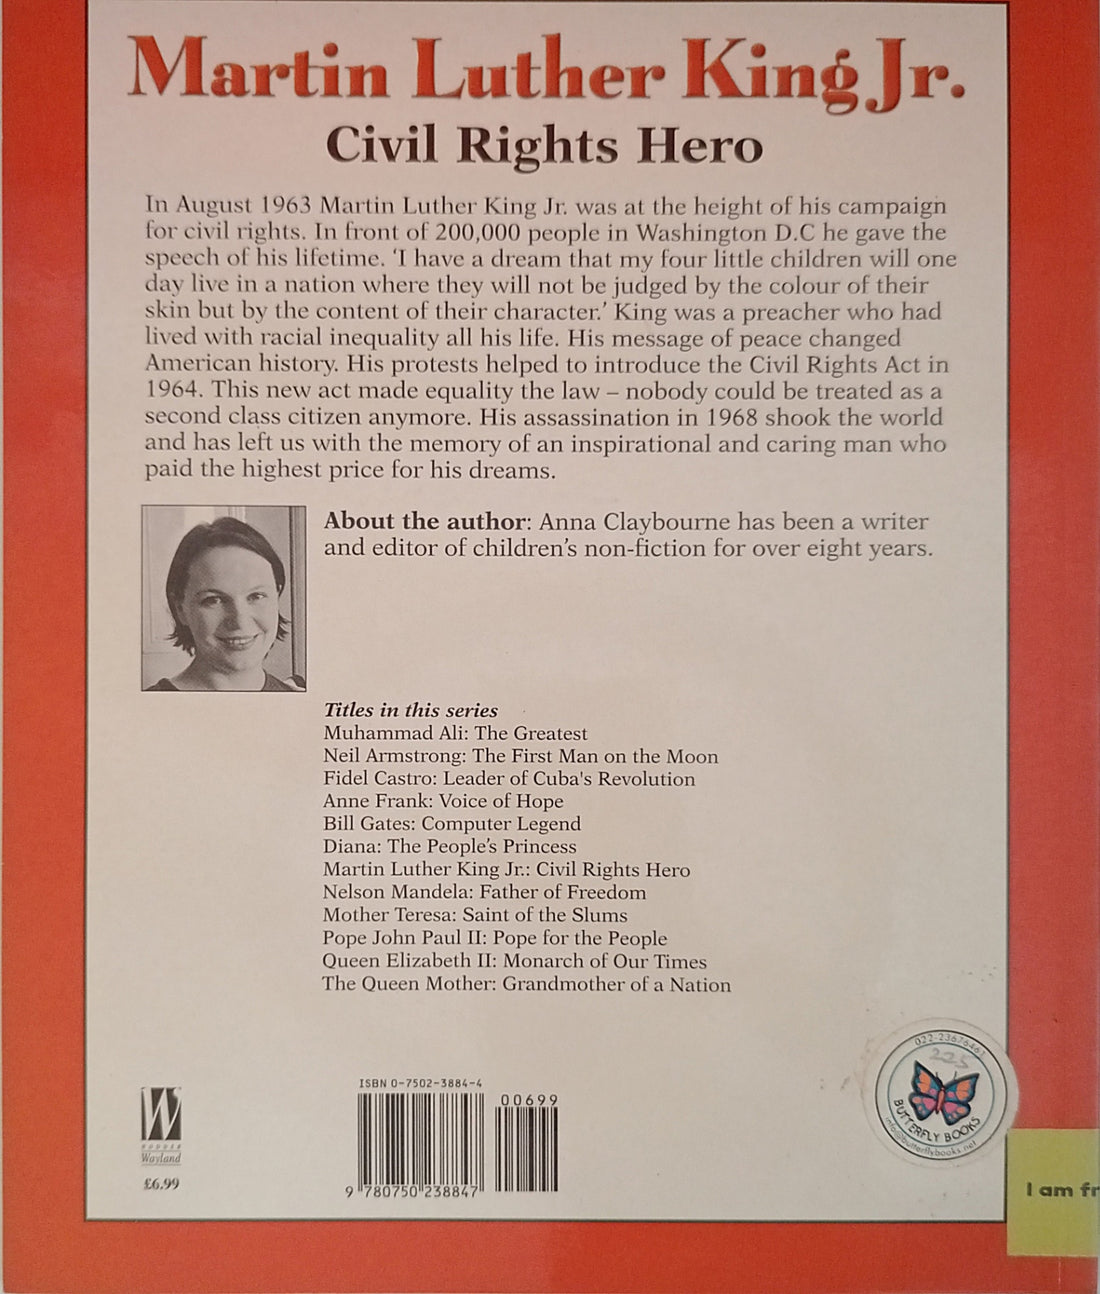 Martin Luther King Jr.
Civil Rights Hero
In August 1963 Martin Luther King Jr. was at the height of his campaign
for civil rights. In front of 200,000 people in Washington D.C he gave the
speech of his lifetime. ‘I have a dream that my four little children will one
day live in a nation where they will not be judged by the colour of their
skin but by the content of their character.’ King was a preacher who had
lived with racial inequality all his life. His message of peace changed
American history. His protests helped to introduce the Civil Rights Act in
1964. This new act made equality the law – nobody could be treated as a
second class citizen anymore. His assassination in 1968 shook the world
and has left us with the memory of an inspirational and caring man who
paid the highest price for his dreams.
About the author: Anna Claybourne has been a writer
and editor of children’s non-fiction for over eight years.
Titles in this series
Muhammad Ali: The Greatest
Neil Armstrong: The First Man on the Moon
Fidel Castro: Leader of Cuba's Revolution
Anne Frank: Voice of Hope
Bill Gates: Computer Legend
Diana: The People’s Princess
Martin Luther King Jr.: Civil Rights Hero
Nelson Mandela: Father of Freedom
Mother Teresa: Saint of the Slums
Pope John Paul II: Pope for the People
Queen Elizabeth II: Monarch of Our Times
The Queen Mother: Grandmother of a Nation
022-23676461
225
BUTTERFLY BOOKS
info@butterflybooks.net
ISBN 0-7502-3884-4
00699
9 780750 238847
W
HODDER
Wayland
£6.99
I am fr